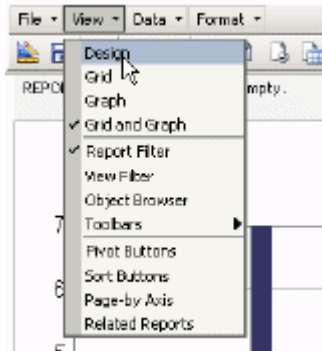 File View Data Format
Design
REPO
mpty.
Grid
Graph
Grid and Graph
Report Filter
View Filter
Object Browser
7
Toolbars
Pivot Buttons
6
Sort Buttons
Page-by Axis
Related Reports
5